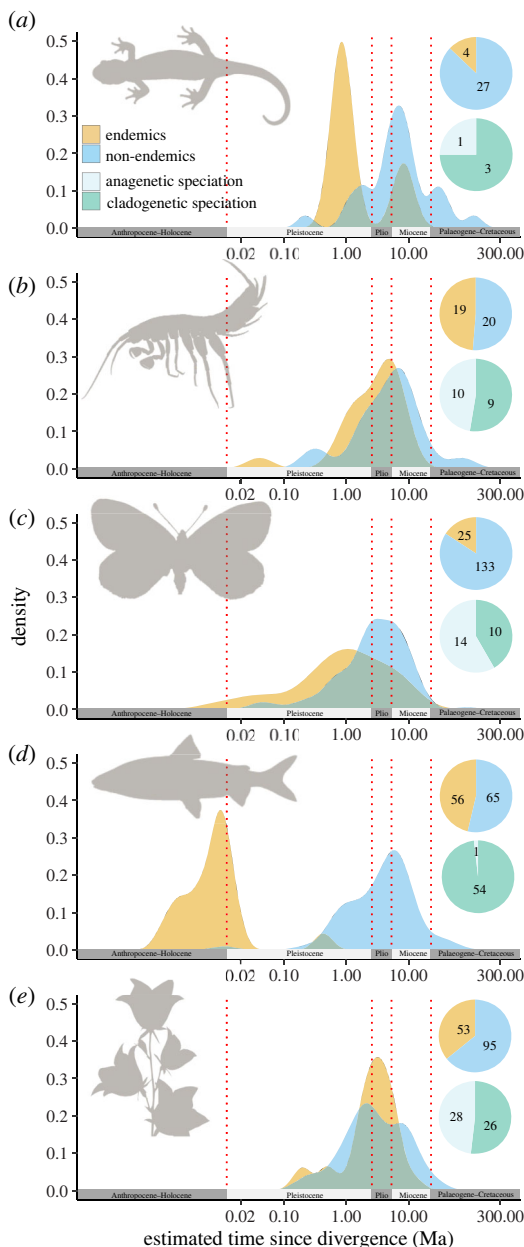 (a)
0.5
0.4
0.3
0.2
0.1
0.0
endemics
non-endemics
anagenetic speciation
cladogenetic speciation
4
27
1
3
Anthropocene–Holocene Pleistocene Plio Miocene Palaeogene–Cretaceous
0.02 0.10 1.00 10.00 300.00
(b)
0.5
0.4
0.3
0.2
0.1
0.0
19
20
10
9
Anthropocene–Holocene Pleistocene Plio Miocene Palaeogene–Cretaceous
0.02 0.10 1.00 10.00 300.00
(c)
0.5
0.4
0.3
0.2
0.1
0.0
density
25
133
14
10
Anthropocene–Holocene Pleistocene Plio Miocene Palaeogene–Cretaceous
0.02 0.10 1.00 10.00 300.00
(d)
0.5
0.4
0.3
0.2
0.1
0.0
56
65
1
54
Anthropocene–Holocene Pleistocene Plio Miocene Palaeogene–Cretaceous
0.02 0.10 1.00 10.00 300.00
(e)
0.5
0.4
0.3
0.2
0.1
0.0
53
95
28
26
Anthropocene–Holocene Pleistocene Plio Miocene Palaeogene–Cretaceous
0.02 0.10 1.00 10.00 300.00
estimated time since divergence (Ma)